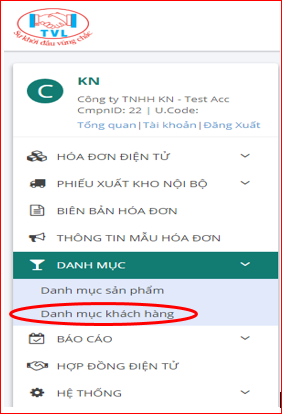 TVL
Sự khởi đầu vững chắc
C
KN
Công ty TNHH KN - Test Acc
CmpnID: 22 | U.Code:
Tổng quan|Tài khoản|Đăng Xuất
HÓA ĐƠN ĐIỆN TỬ
PHIẾU XUẤT KHO NỘI BỘ
BIÊN BẢN HÓA ĐƠN
THÔNG TIN MẪU HÓA ĐƠN
DANH MỤC
Danh mục sản phẩm
Danh mục khách hàng
BÁO CÁO
HỢP ĐỒNG ĐIỆN TỬ
HỆ THỐNG